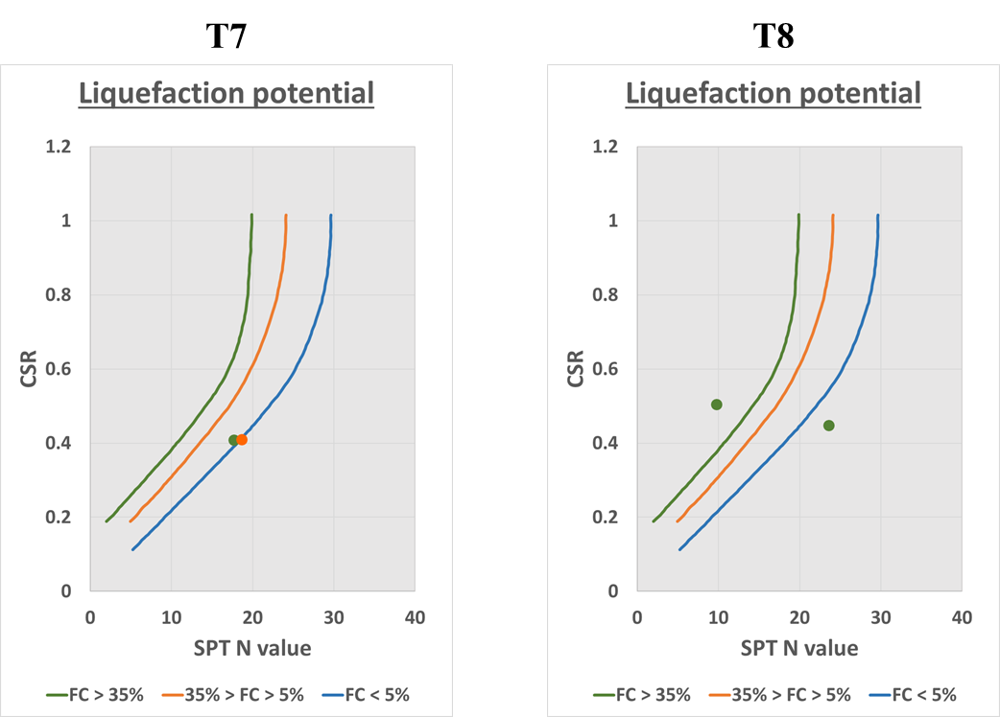 T7
Liquefaction potential
1.2
1
0.8
0.6
0.4
0.2
0
CSR
0 10 20 30 40
SPT N value
FC > 35% 35% > FC > 5% FC < 5%
T8
Liquefaction potential
1.2
1
0.8
0.6
0.4
0.2
0
CSR
0 10 20 30 40
SPT N value
FC > 35% 35% > FC > 5% FC < 5%